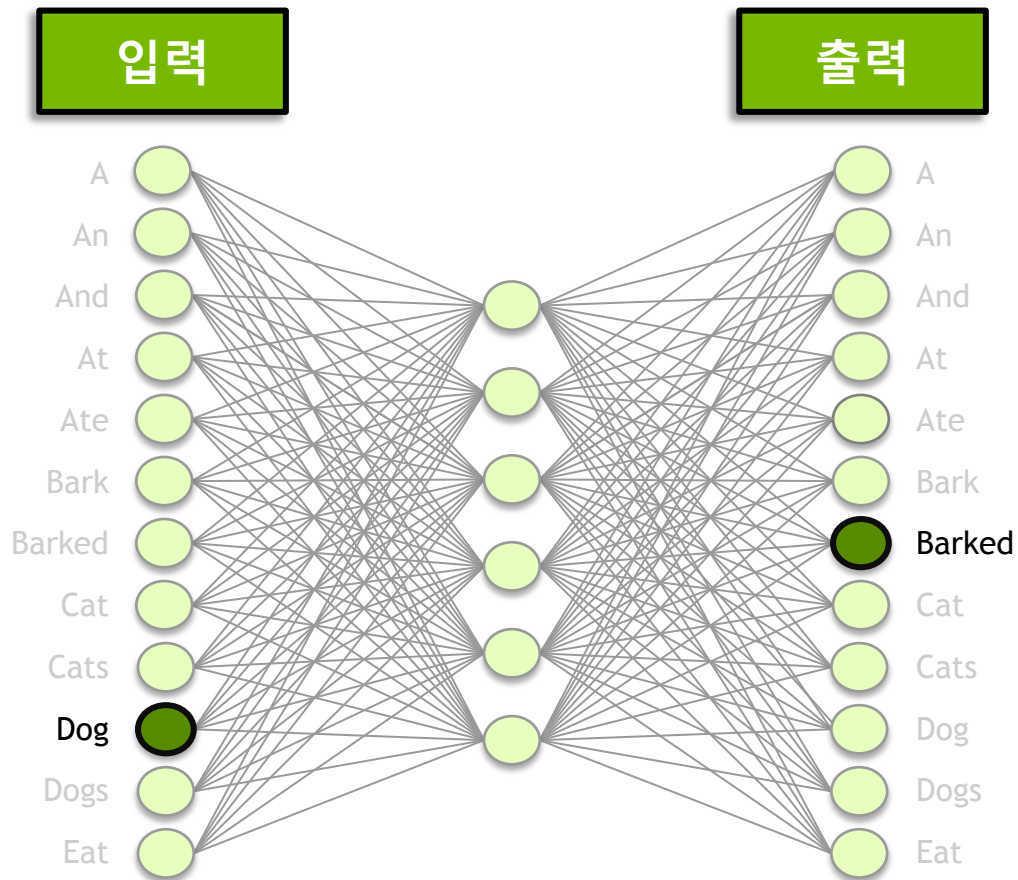 입력
출력
A
A
An
An
And
And
At
At
Ate
Ate
Bark
Bark
Barked
Barked
Cat
Cat
Cats
Cats
Dog
Dog
Dogs
Dogs
Eat
Eat